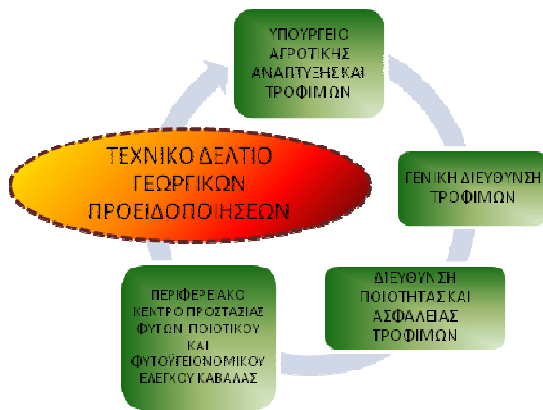 ΥΠΟΥΡΓΕΙΟ
ΑΓΡΟΤΙΚΗΣ
ΑΝΑΠΤΥΞΗΣ ΚΑΙ
ΤΡΟΦΙΜΩΝ
ΓΕΝΙΚΗ ΔΙΕΥΘΥΝΣΗ
ΤΡΟΦΙΜΩΝ
ΔΙΕΥΘΥΝΣΗ
ΠΟΙΟΤΗΤΑΣ ΚΑΙ
ΑΣΦΑΛΕΙΑΣ
ΤΡΟΦΙΜΩΝ
ΠΕΡΙΦΕΡΕΙΑΚΟ
ΚΕΝΤΡΟ ΠΡΟΣΤΑΣΙΑΣ
ΦΥΤΩΝ ΠΟΙΟΤΙΚΟΥ
ΚΑΙ
ΦΥΤΟΫΓΕΙΟΝΟΜΙΚΟΥ
ΕΛΕΓΧΟΥ ΚΑΒΑΛΑΣ
ΤΕΧΝΙΚΟ ΔΕΛΤΙΟ
ΓΕΩΡΓΙΚΩΝ
ΠΡΟΕΙΔΟΠΟΙΗΣΕΩΝ